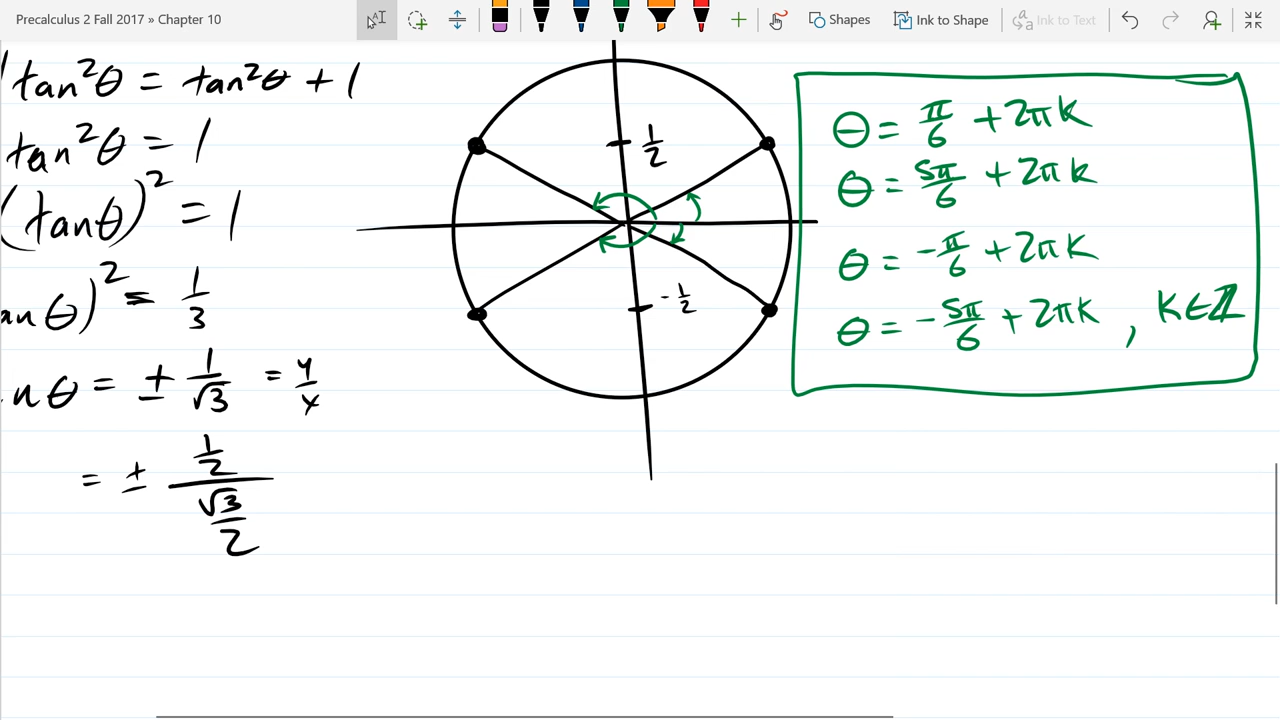 Precalculus 2 Fall 2017 » Chapter 10
Shapes
Ink to Shape
Ink to Text
tan²θ = tan²θ + 1
tan²θ = 1
(tanθ)² = 1
anθ)² = 1/3
nθ = ± 1/√3 = y/x
= ± (1/2)/(√3/2)
1/2
-1/2
θ = π/6 + 2πk
θ = 5π/6 + 2πk
θ = -π/6 + 2πk
θ = -5π/6 + 2πk , k∈ℤ